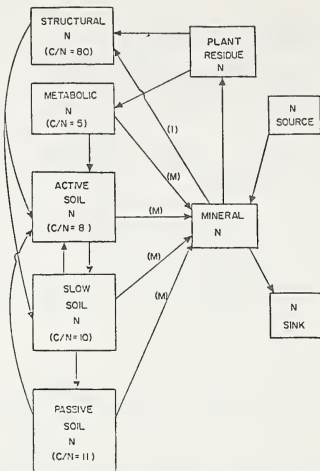 STRUCTURAL
N
(C/N = 80)
PLANT
RESIDUE
N
METABOLIC
N
(C/N = 5)
N
SOURCE
(I)
(M)
ACTIVE
SOIL
N
(C/N = 8)
(M)
MINERAL
N
SLOW
SOIL
N
(C/N = 10)
(M)
(M)
N
SINK
PASSIVE
SOIL
N
(C/N = 11)